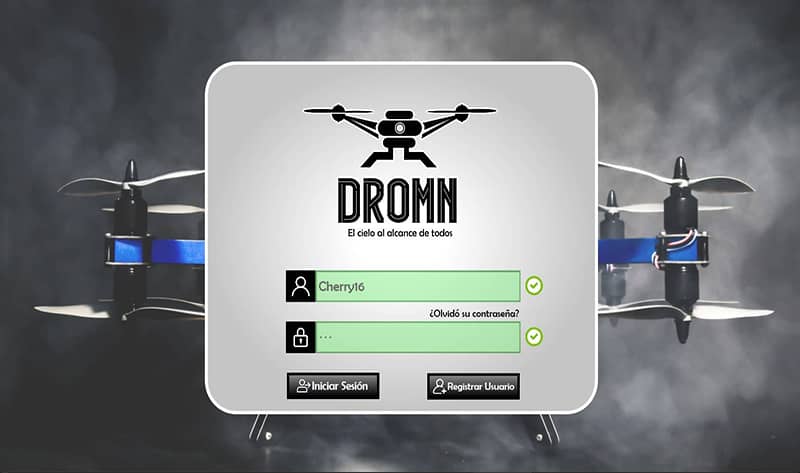 DROMN
El cielo al alcance de todos
Cherry16
¿Olvidó su contraseña?
...
Iniciar Sesión
Registrar Usuario